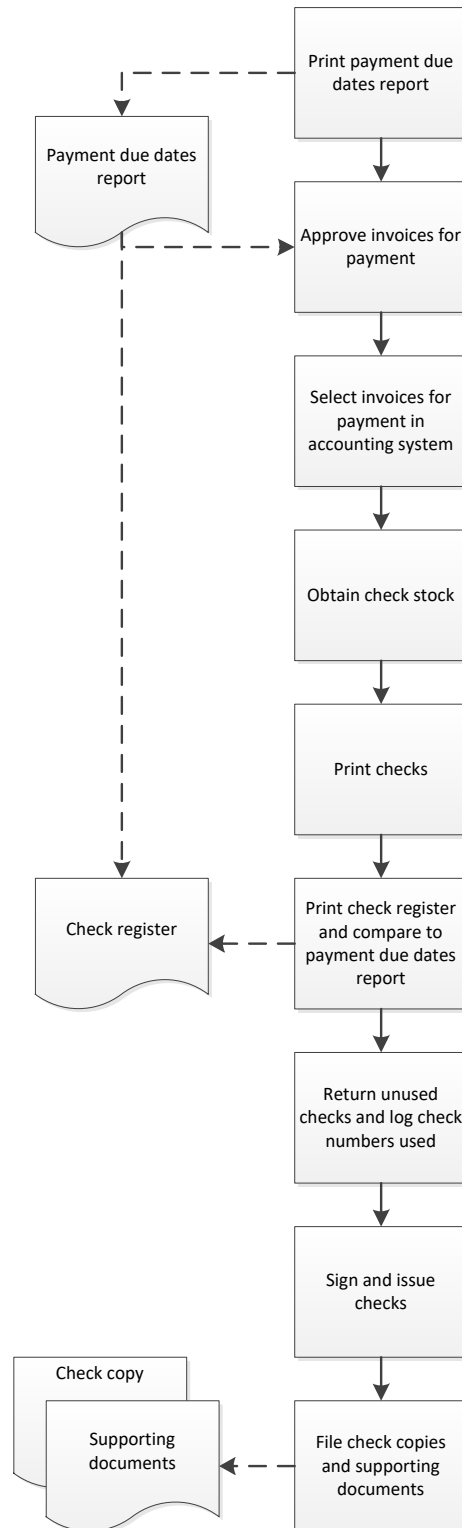 Print payment due
dates report
Payment due dates
report
Approve invoices for
payment
Select invoices for
payment in
accounting system
Obtain check stock
Print checks
Check register
Print check register
and compare to
payment due dates
report
Return unused
checks and log check
numbers used
Sign and issue
checks
Check copy
Supporting
documents
File check copies
and supporting
documents